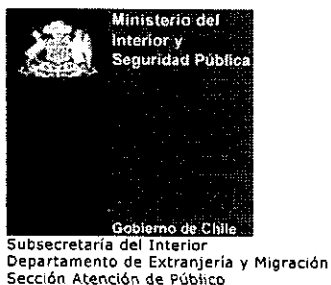 Ministerio del
Interior y
Seguridad Pública
Gobierno de Chile
Subsecretaría del Interior
Departamento de Extranjería y Migración
Sección Atención de Público